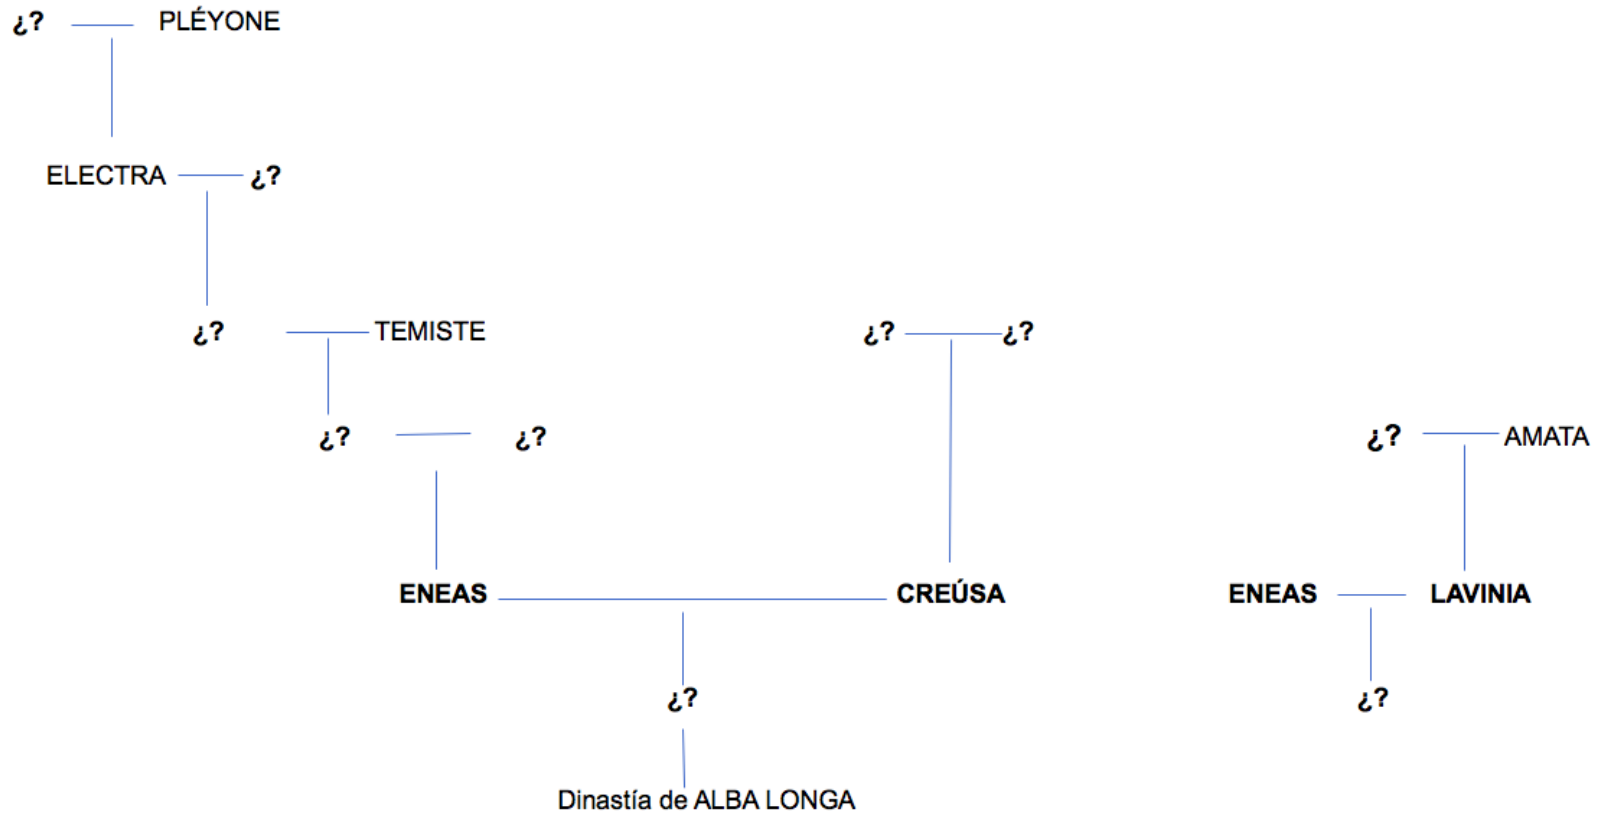 ¿? PLÉYONE
ELECTRA ¿?
¿? TEMISTE ¿? ¿?
¿? ¿? ¿? AMATA
ENEAS CREÚSA ENEAS LAVINIA
¿? ¿?
Dinastía de ALBA LONGA